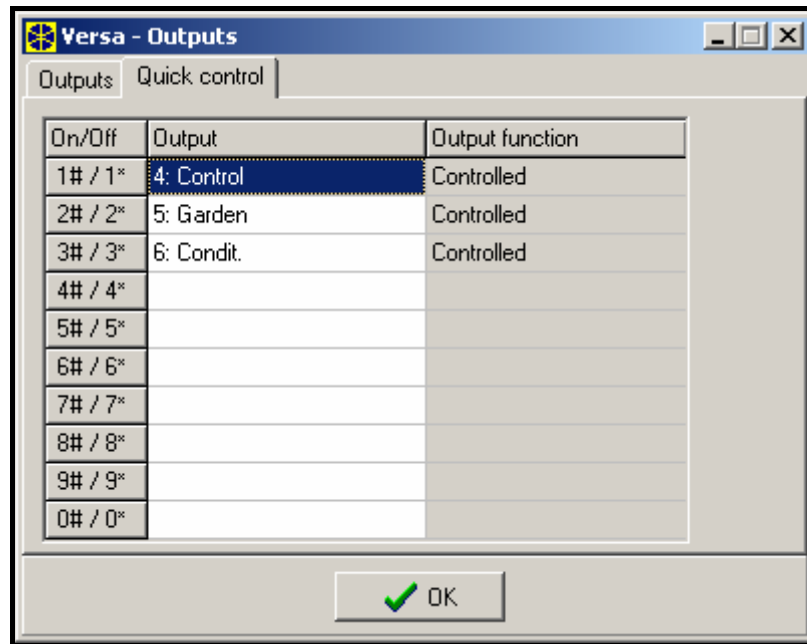 Versa - Outputs
Outputs Quick control
On/Off Output Output function
1# / 1* 4: Control Controlled
2# / 2* 5: Garden Controlled
3# / 3* 6: Condit. Controlled
4# / 4*
5# / 5*
6# / 6*
7# / 7*
8# / 8*
9# / 9*
0# / 0*
OK